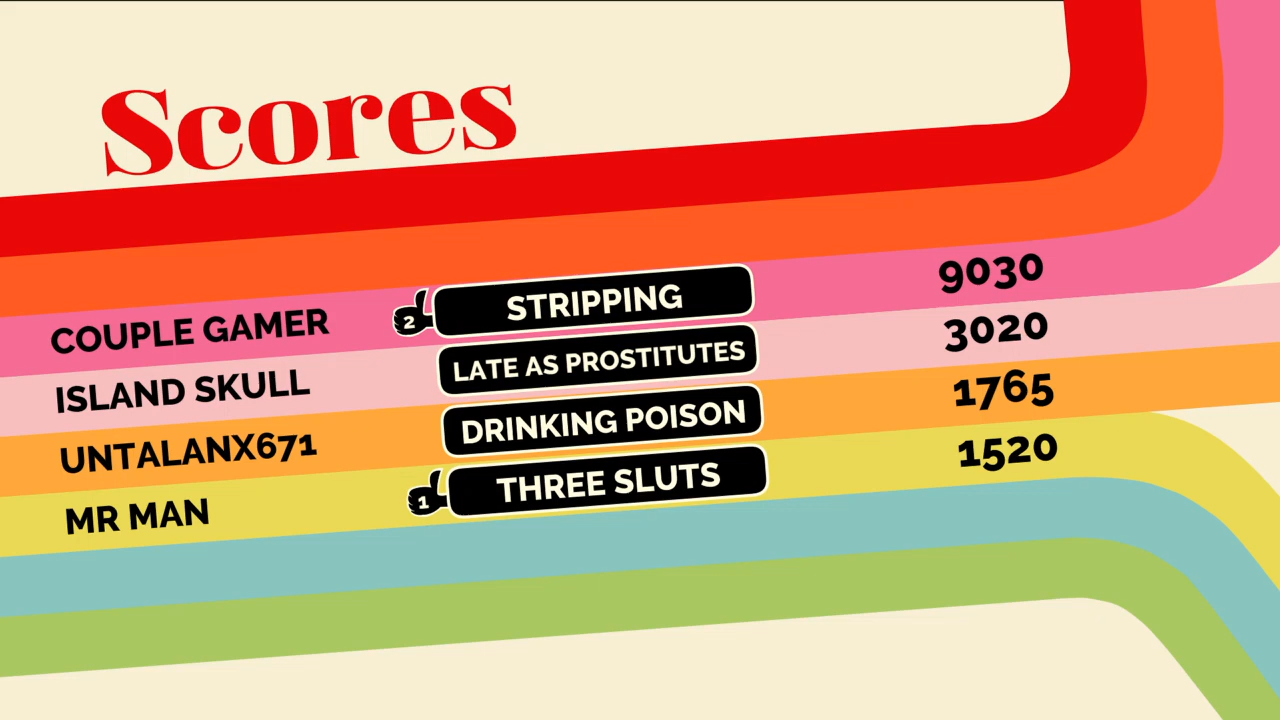 Scores
COUPLE GAMER 2 STRIPPING 9030
ISLAND SKULL LATE AS PROSTITUTES 3020
UNTALANX671 DRINKING POISON 1765
MR MAN 1 THREE SLUTS 1520